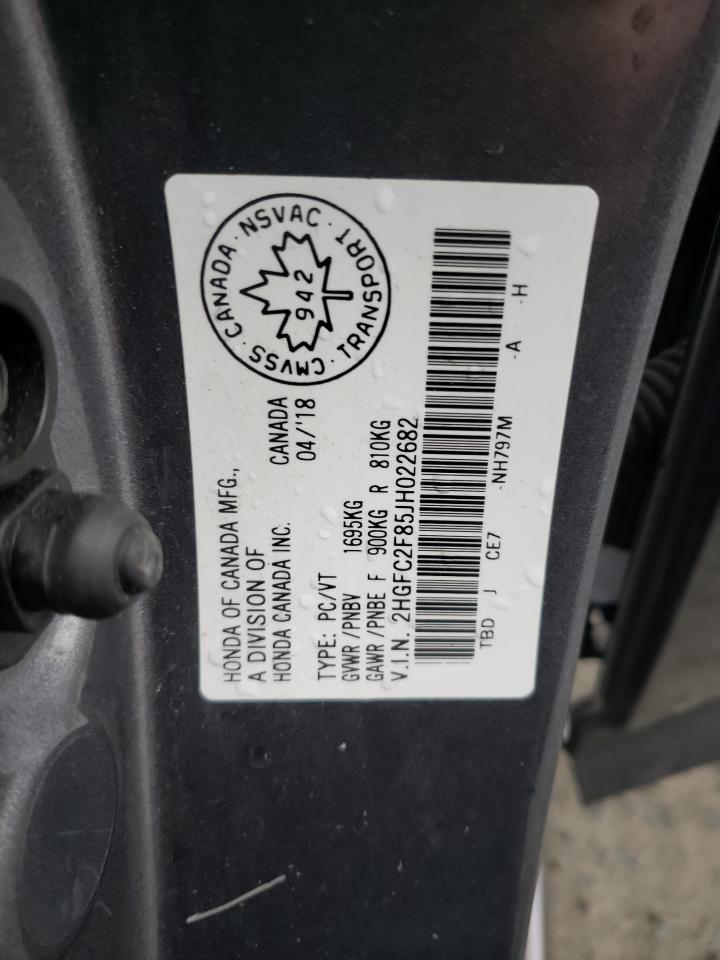 HONDA OF CANADA MFG.,
A DIVISION OF
HONDA CANADA INC.
CANADA
04/'18
CANADA · NSVAC · TRANSPORT · CMVSS ·
942
TYPE: PC/VT
GVWR /PNBV 1695KG
GAWR /PNBE F 900KG R 810KG
V.I.N. 2HGFC2F85JH022682
TBD J CE7 -NH797M -A -H